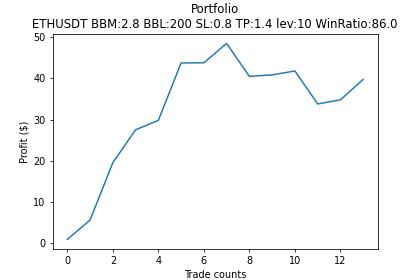 Portfolio
ETHUSDT BBM:2.8 BBL:200 SL:0.8 TP:1.4 lev:10 WinRatio:86.0
Profit ($)
50
40
30
20
10
0
0 2 4 6 8 10 12
Trade counts